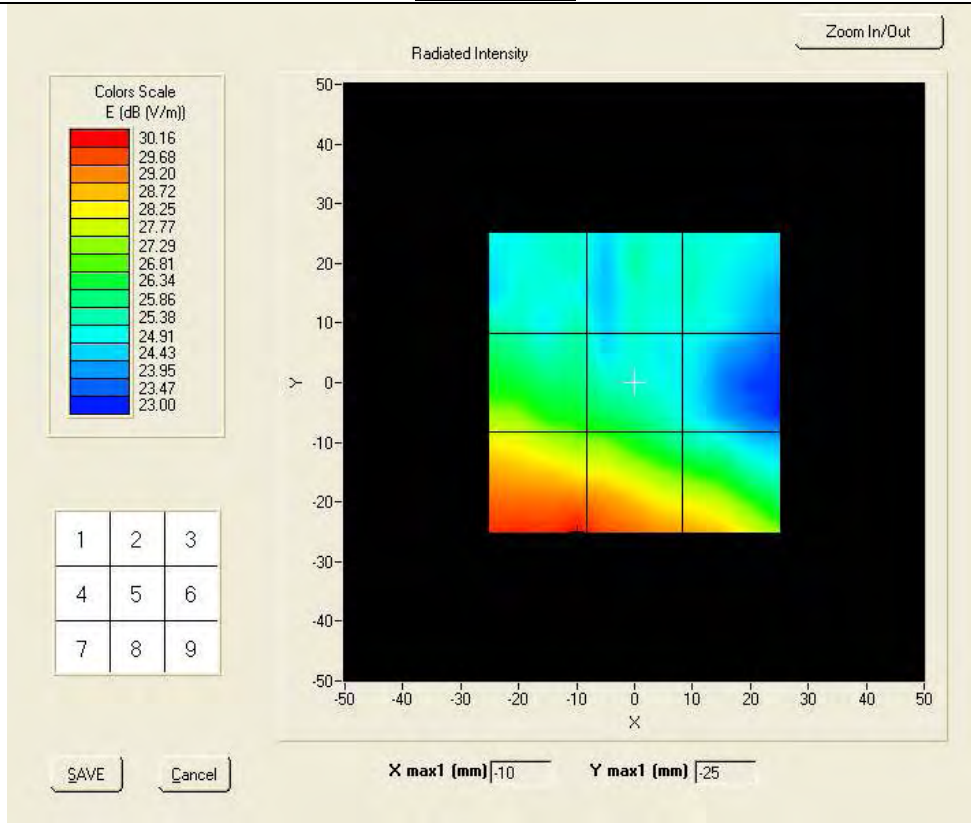 Zoom In/Out
Radiated Intensity
Colors Scale
E (dB (V/m))
30.16
29.68
29.20
28.72
28.25
27.77
27.29
26.81
26.34
25.86
25.38
24.91
24.43
23.95
23.47
23.00
1 2 3
4 5 6
7 8 9
50
40
30
20
10
0
-10
-20
-30
-40
-50
Y
-50 -40 -30 -20 -10 0 10 20 30 40 50
X
SAVE Cancel
X max1 (mm) -10 Y max1 (mm) -25